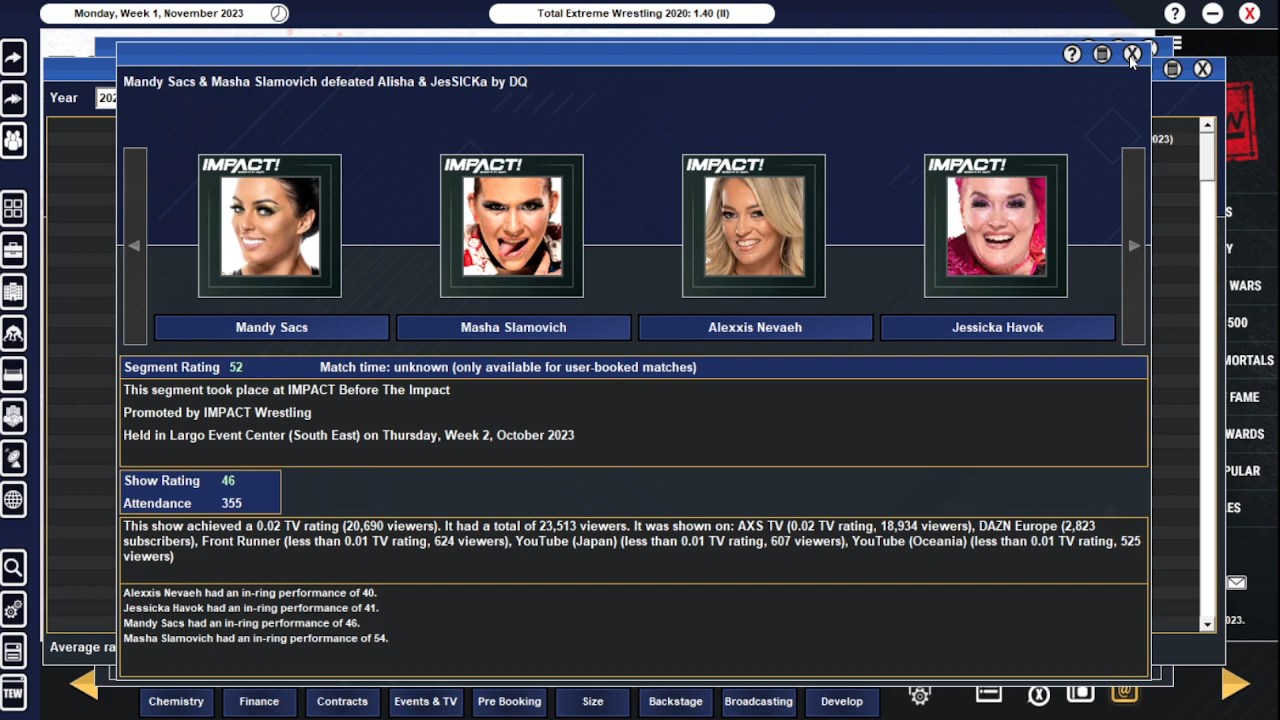 Monday, Week 1, November 2023
Total Extreme Wrestling 2020: 1.40 (II)
? X
? X X
Mandy Sacs & Masha Slamovich defeated Alisha & JesSICKa by DQ
Year 202
023)
IMPACT! IMPACT! IMPACT! IMPACT!
Mandy Sacs Masha Slamovich Alexxis Nevaeh Jessicka Havok
Segment Rating 52 Match time: unknown (only available for user-booked matches)
This segment took place at IMPACT Before The Impact
Promoted by IMPACT Wrestling
Held in Largo Event Center (South East) on Thursday, Week 2, October 2023
Show Rating 46
Attendance 355
This show achieved a 0.02 TV rating (20,690 viewers). It had a total of 23,513 viewers. It was shown on: AXS TV (0.02 TV rating, 18,934 viewers), DAZN Europe (2,823
subscribers), Front Runner (less than 0.01 TV rating, 624 viewers), YouTube (Japan) (less than 0.01 TV rating, 607 viewers), YouTube (Oceania) (less than 0.01 TV rating, 525
viewers)
Alexxis Nevaeh had an in-ring performance of 40.
Jessicka Havok had an in-ring performance of 41.
Mandy Sacs had an in-ring performance of 46.
Masha Slamovich had an in-ring performance of 54.
Average ra
W
S
Y
WARS
500
MORTALS
FAME
WARDS
PULAR
ES
023.
TEW
Chemistry Finance Contracts Events & TV Pre Booking Size Backstage Broadcasting Develop
X @